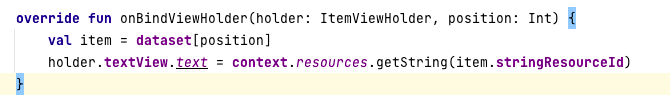 override fun onBindViewHolder(holder: ItemViewHolder, position: Int) {
    val item = dataset[position]
    holder.textView.text = context.resources.getString(item.stringResourceId)
}